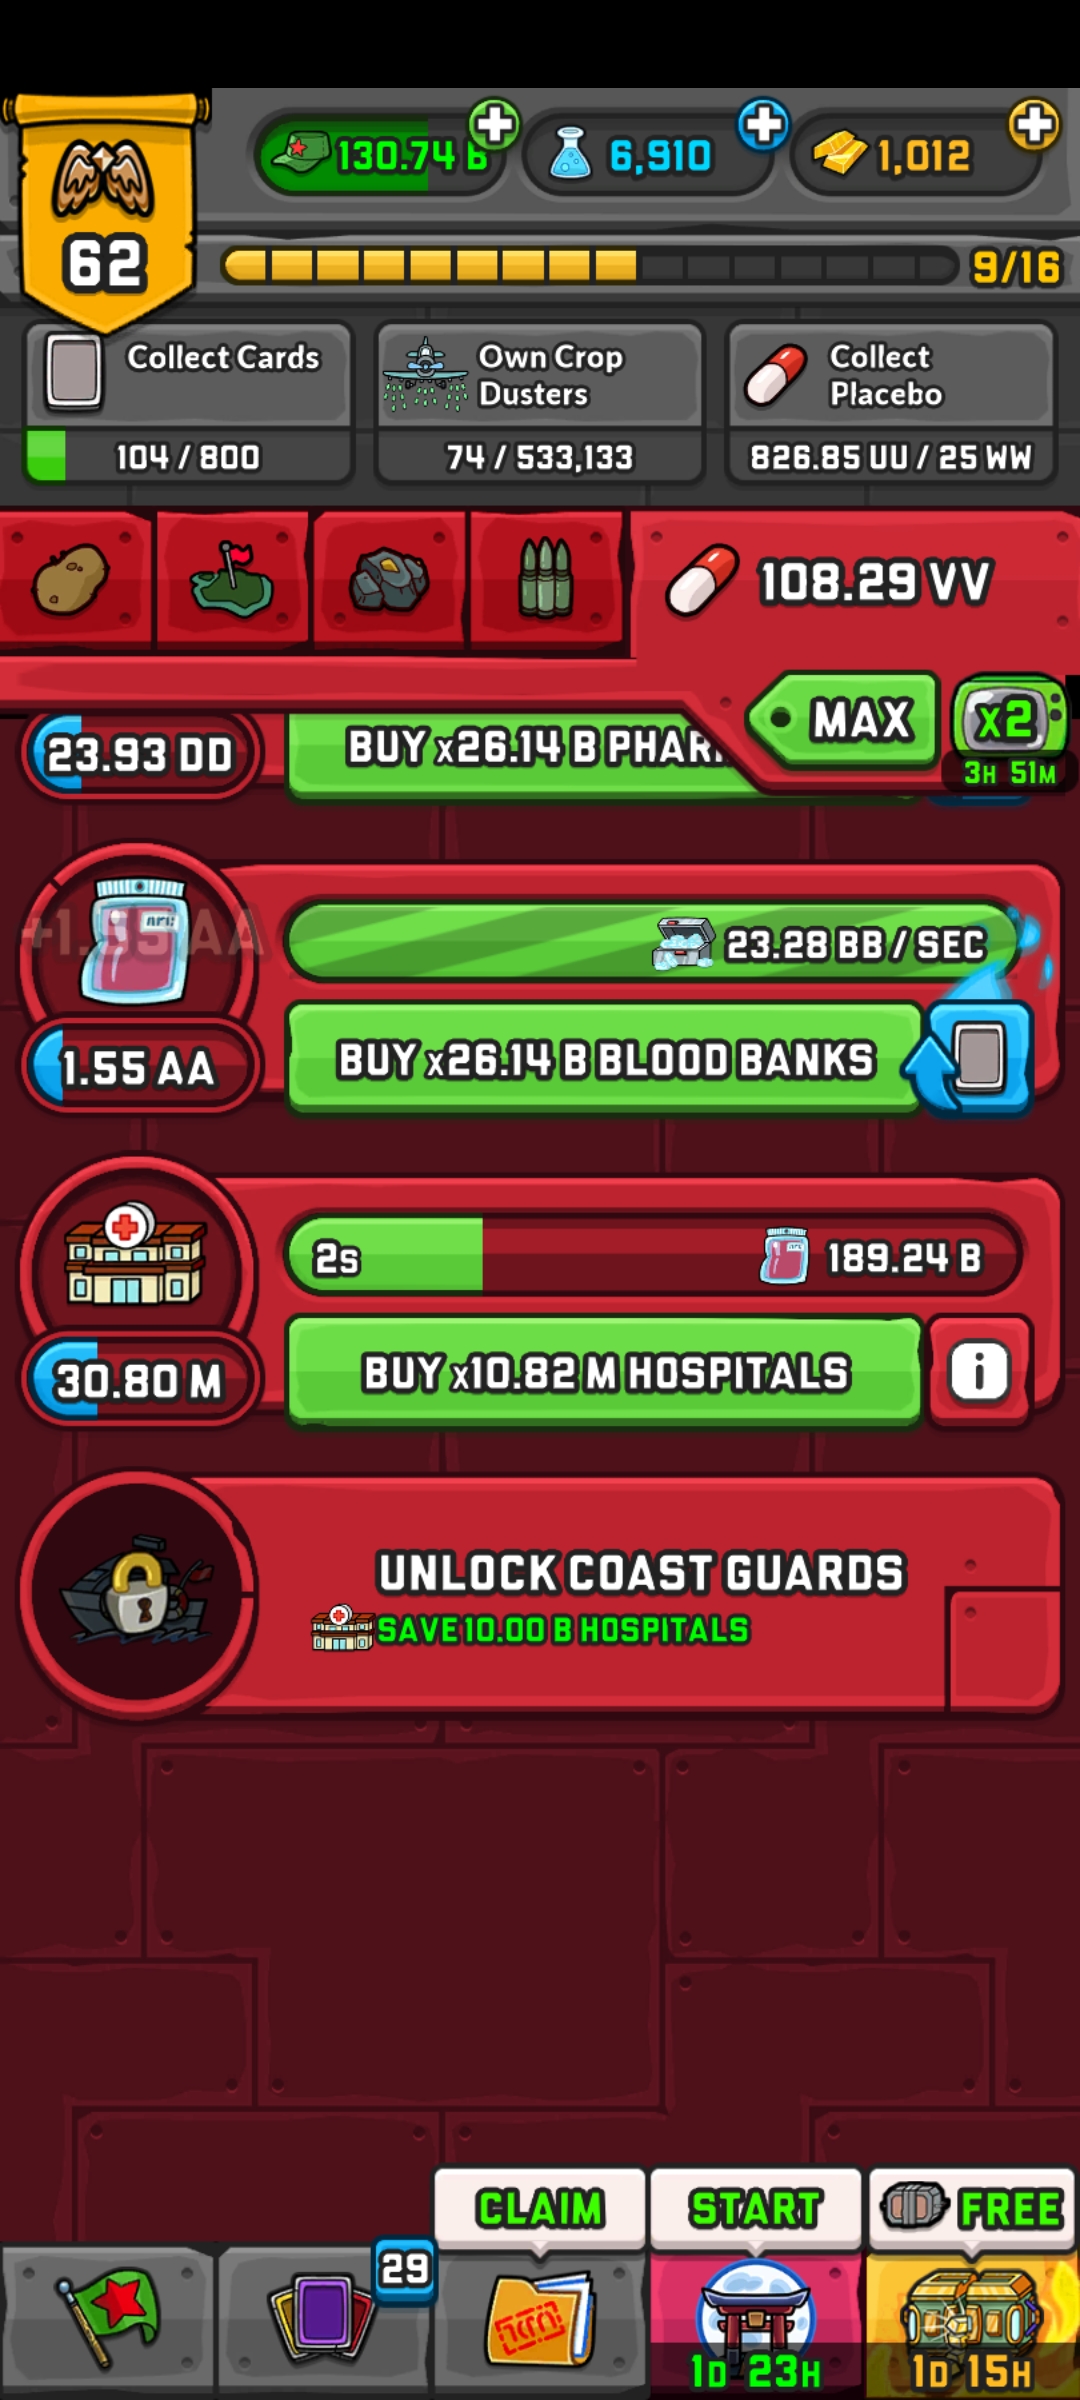 130.74 B
6,910
1,012
62
9/16
Collect Cards
104 / 800
Own Crop
Dusters
74 / 533,133
Collect
Placebo
826.85 UU / 25 WW
108.29 VV
MAX
x2
3H 51M
23.93 DD
BUY x26.14 B
23.28 BB / SEC
1.55 AA
BUY x26.14 B BLOOD BANKS
2s
189.24 B
30.80 M
BUY x10.82 M HOSPITALS
i
UNLOCK COAST GUARDS
SAVE 10.00 B HOSPITALS
CLAIM
START
FREE
29
1D 23H
1D 15H